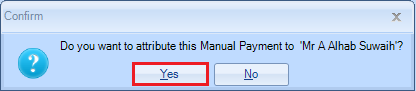 Confirm
Do you want to attribute this Manual Payment to  'Mr A Alhab Suwaih'?
Yes
No